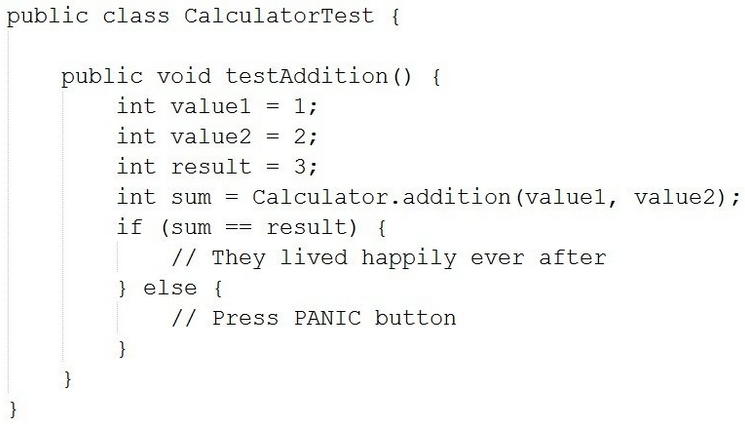 public class CalculatorTest {
    public void testAddition() {
        int value1 = 1;
        int value2 = 2;
        int result = 3;
        int sum = Calculator.addition(value1, value2);
        if (sum == result) {
            // They lived happily ever after
        } else {
            // Press PANIC button
        }
    }
}